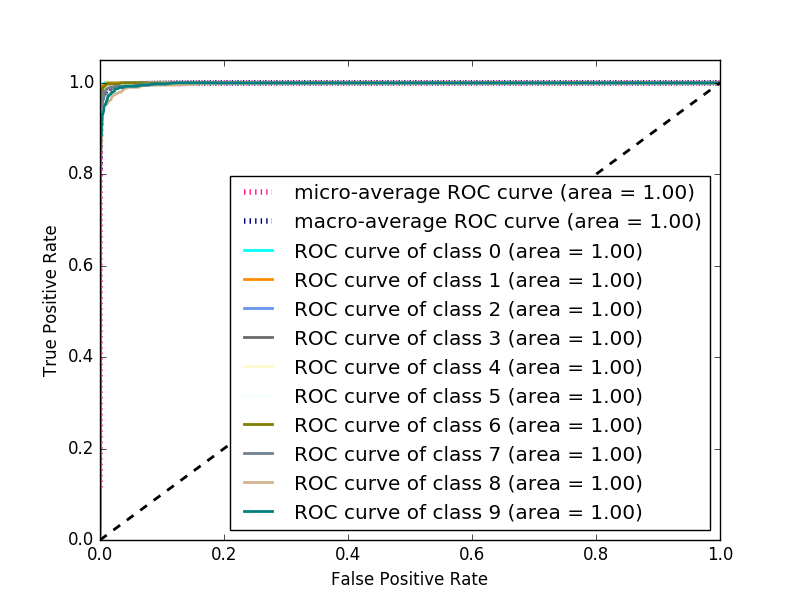 1.0
0.8
0.6
0.4
0.2
0.0
True Positive Rate
micro-average ROC curve (area = 1.00)
macro-average ROC curve (area = 1.00)
ROC curve of class 0 (area = 1.00)
ROC curve of class 1 (area = 1.00)
ROC curve of class 2 (area = 1.00)
ROC curve of class 3 (area = 1.00)
ROC curve of class 4 (area = 1.00)
ROC curve of class 5 (area = 1.00)
ROC curve of class 6 (area = 1.00)
ROC curve of class 7 (area = 1.00)
ROC curve of class 8 (area = 1.00)
ROC curve of class 9 (area = 1.00)
0.0 0.2 0.4 0.6 0.8 1.0
False Positive Rate